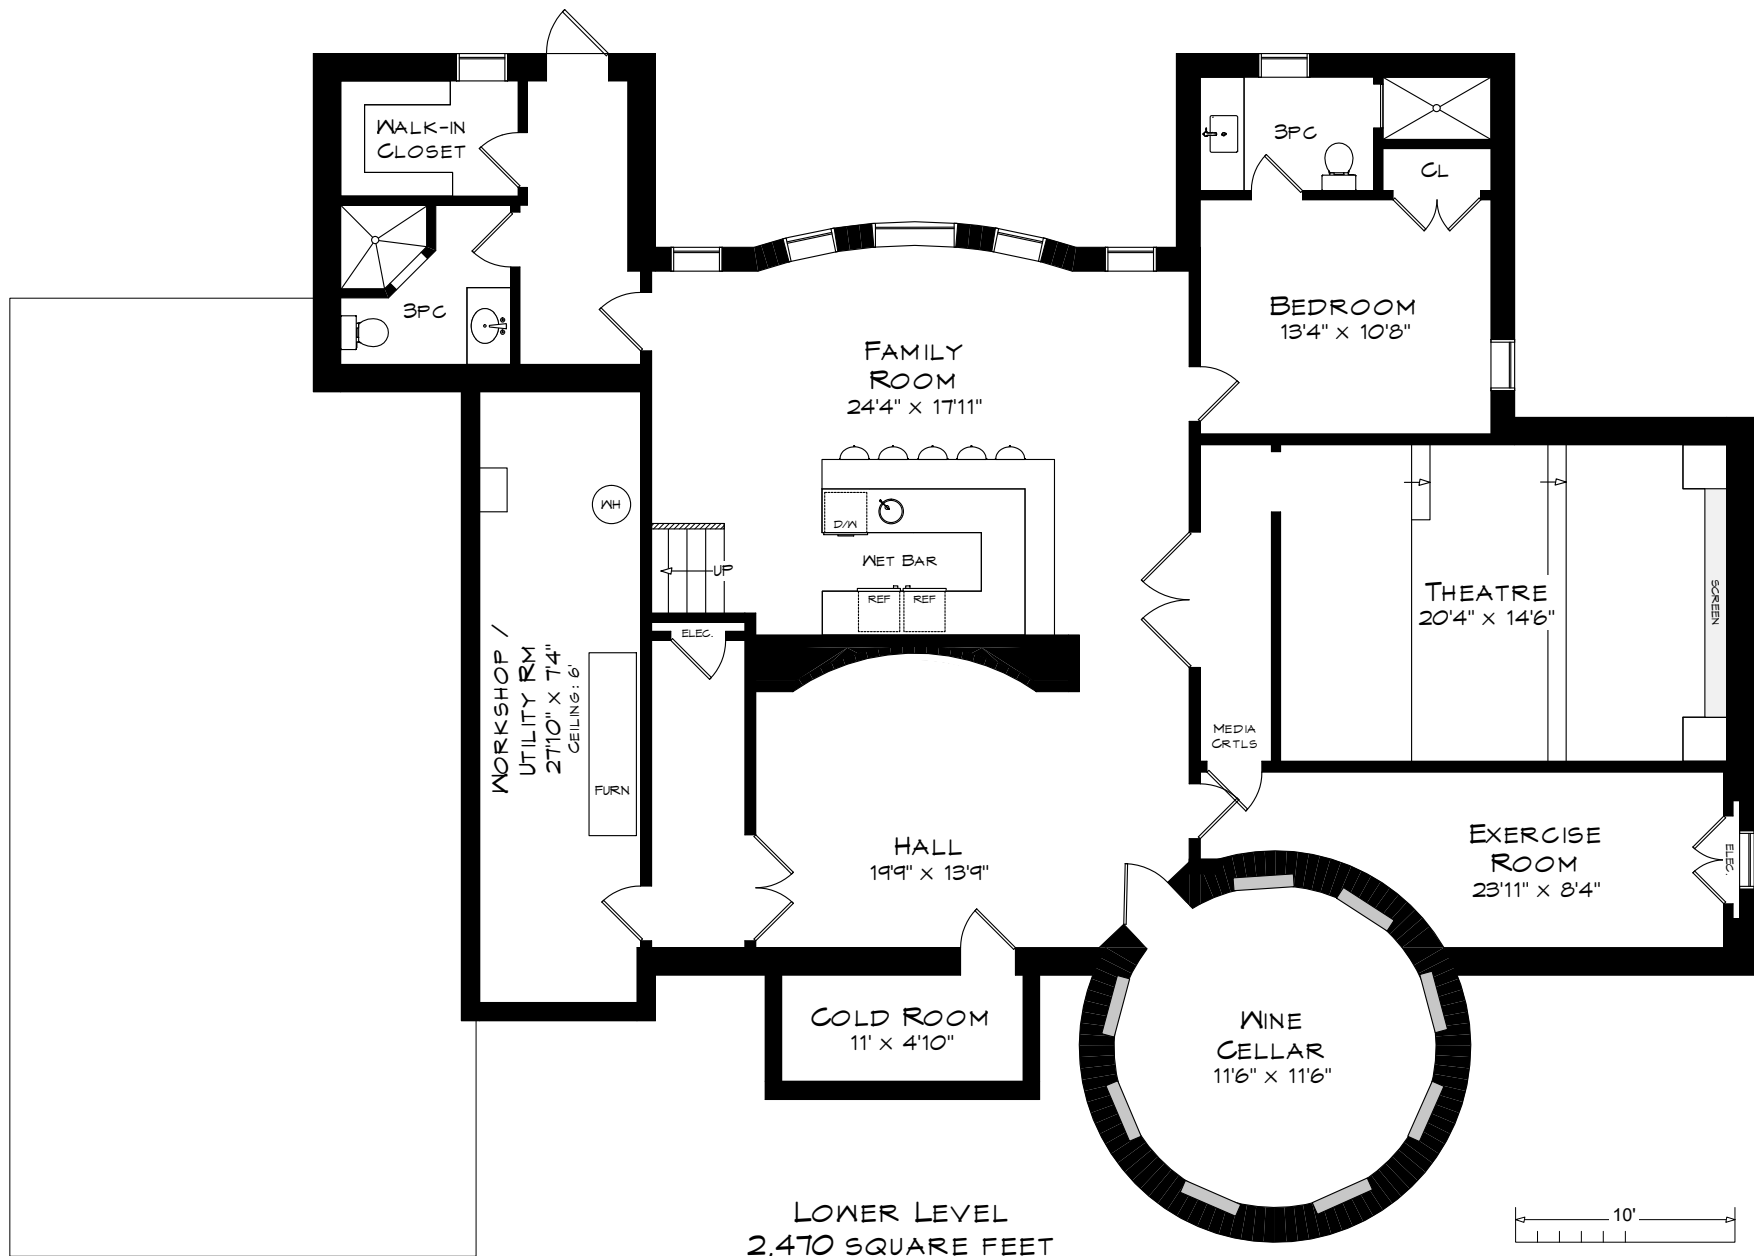 WALK-IN
CLOSET
3PC
3PC
CL
BEDROOM
13'4" X 10'8"
FAMILY
ROOM
24'4" X 17'11"
D/W
WET BAR
REF REF
UP
ELEC.
WH
WORKSHOP /
UTILITY RM
27'10" X 7'4"
CEILING: 6'
FURN
THEATRE
20'4" X 14'6"
SCREEN
MEDIA
CRTLS
HALL
19'9" X 13'9"
EXERCISE
ROOM
23'11" X 8'4"
ELEC.
COLD ROOM
11' X 4'10"
WINE
CELLAR
11'6" X 11'6"
LOWER LEVEL
2,470 SQUARE FEET
10'